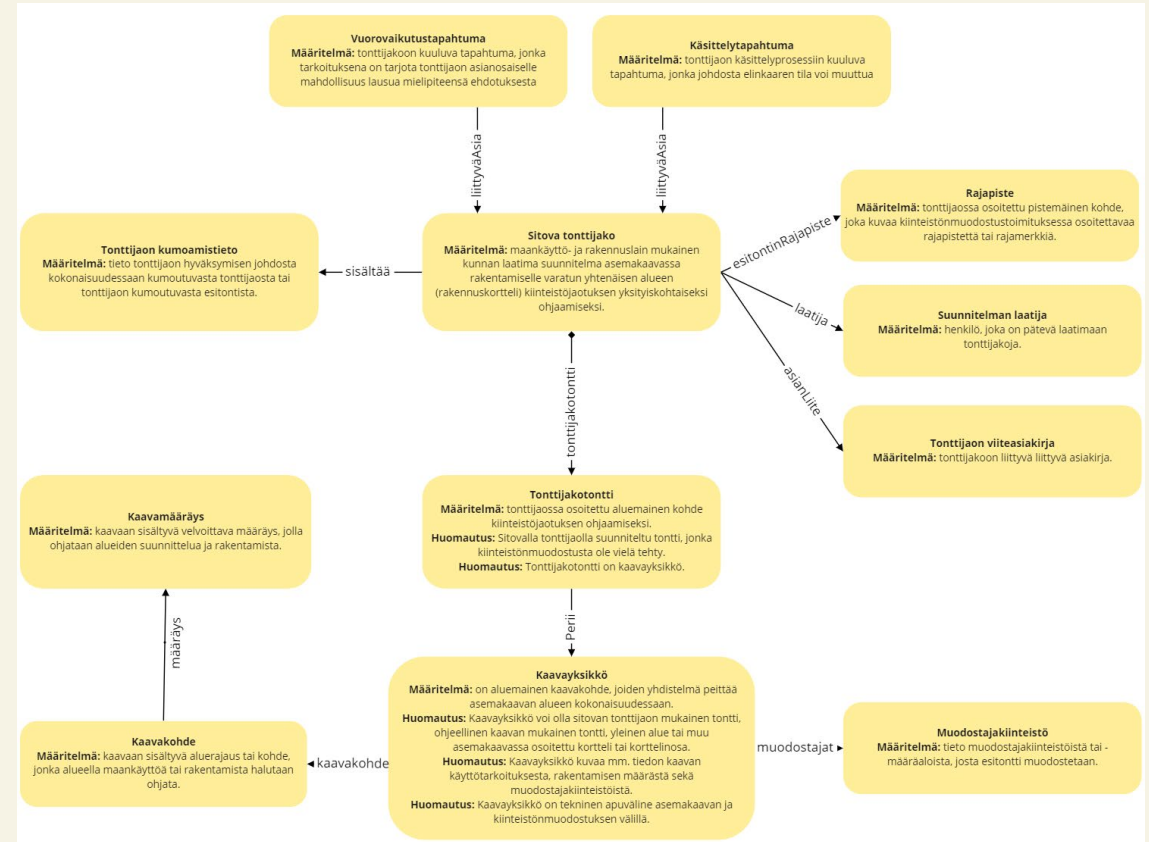 Vuorovaikutustapahtuma
Määritelmä: tonttijakoon kuuluva tapahtuma, jonka
tarkoituksena on tarjota tonttijaon asianosaiselle
mahdollisuus lausua mielipiteensä ehdotuksesta
Käsittelytapahtuma
Määritelmä: tonttijaon käsittelyprosessiin kuuluva
tapahtuma, jonka johdosta elinkaaren tila voi muuttua
liittyväAsia
liittyväAsia
Tonttijaon kumoamistieto
Määritelmä: tieto tonttijaon hyväksymisen johdosta
kokonaisuudessaan kumoutuvasta tonttijaosta tai
tonttijaon kumoutuvasta esitontista.
sisältää
Sitova tonttijako
Määritelmä: maankäyttö- ja rakennuslain mukainen
kunnan laatima suunnitelma asemakaavassa
rakentamiselle varatun yhtenäisen alueen
(rakennuskortteli) kiinteistöjaotuksen yksityiskohtaiseksi
ohjaamiseksi.
esitontinRajapiste
Rajapiste
Määritelmä: tonttijaossa osoitettu pistemäinen kohde,
joka kuvaa kiinteistönmuodostustoimituksessa osoitettavaa
rajapistettä tai rajamerkkiä.
laatija
Suunnitelman laatija
Määritelmä: henkilö, joka on pätevä laatimaan
tonttijakoja.
asianLiite
Tonttijaon viiteasiakirja
Määritelmä: tonttijakoon liittyvä liittyvä asiakirja.
tonttijakotontti
Kaavamääräys
Määritelmä: kaavaan sisältyvä velvoittava määräys, jolla
ohjataan alueiden suunnittelua ja rakentamista.
Tonttijakotontti
Määritelmä: tonttijaossa osoitettu aluemainen kohde
kiinteistöjaotuksen ohjaamiseksi.
Huomautus: Sitovalla tonttijaolla suunniteltu tontti, jonka
kiinteistönmuodostusta ole vielä tehty.
Huomautus: Tonttijakotontti on kaavayksikkö.
määräys
Perii
Kaavakohde
Määritelmä: kaavaan sisältyvä aluerajaus tai kohde,
jonka alueella maankäyttöä tai rakentamista halutaan
ohjata.
kaavakohde
Kaavayksikkö
Määritelmä: on aluemainen kaavakohde, joiden yhdistelmä peittää
asemakaavan alueen kokonaisuudessaan.
Huomautus: Kaavayksikkö voi olla sitovan tonttijaon mukainen tontti,
ohjeellinen kaavan mukainen tontti, yleinen alue tai muu
asemakaavassa osoitettu kortteli tai korttelinosa.
Huomautus: Kaavayksikkö kuvaa mm. tiedon kaavan
käyttötarkoituksesta, rakentamisen määrästä sekä
muodostajakiinteistöistä.
Huomautus: Kaavayksikkö on tekninen apuväline asemakaavan ja
kiinteistönmuodostuksen välillä.
muodostajat
Muodostajakiinteistö
Määritelmä: tieto muodostajakiinteistöistä tai -
määräaloista, josta esitontti muodostetaan.